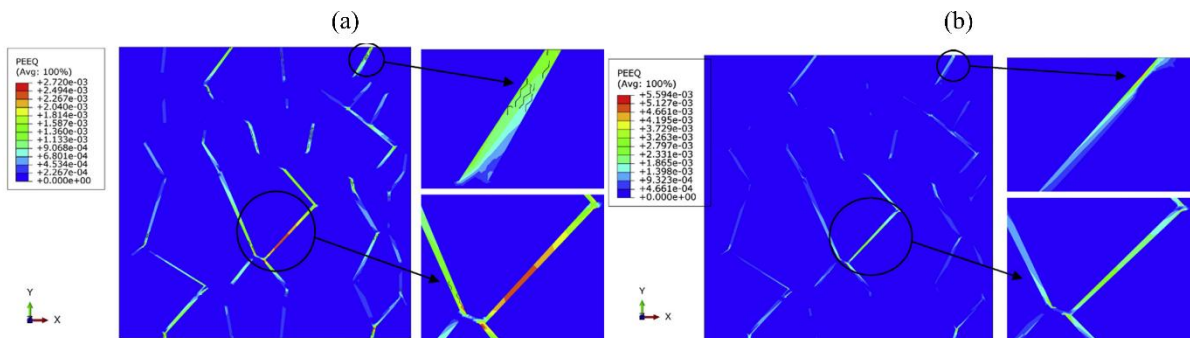 (a)
(b)
PEEQ
(Avg: 100%)
+2.720e-03
+2.494e-03
+2.267e-03
+2.040e-03
+1.814e-03
+1.587e-03
+1.360e-03
+1.133e-03
+9.068e-04
+6.801e-04
+4.534e-04
+2.267e-04
+0.000e+00
Y
X
PEEQ
(Avg: 100%)
+5.594e-03
+5.127e-03
+4.661e-03
+4.195e-03
+3.729e-03
+3.263e-03
+2.797e-03
+2.331e-03
+1.865e-03
+1.398e-03
+9.323e-04
+4.661e-04
+0.000e+00
Y
X